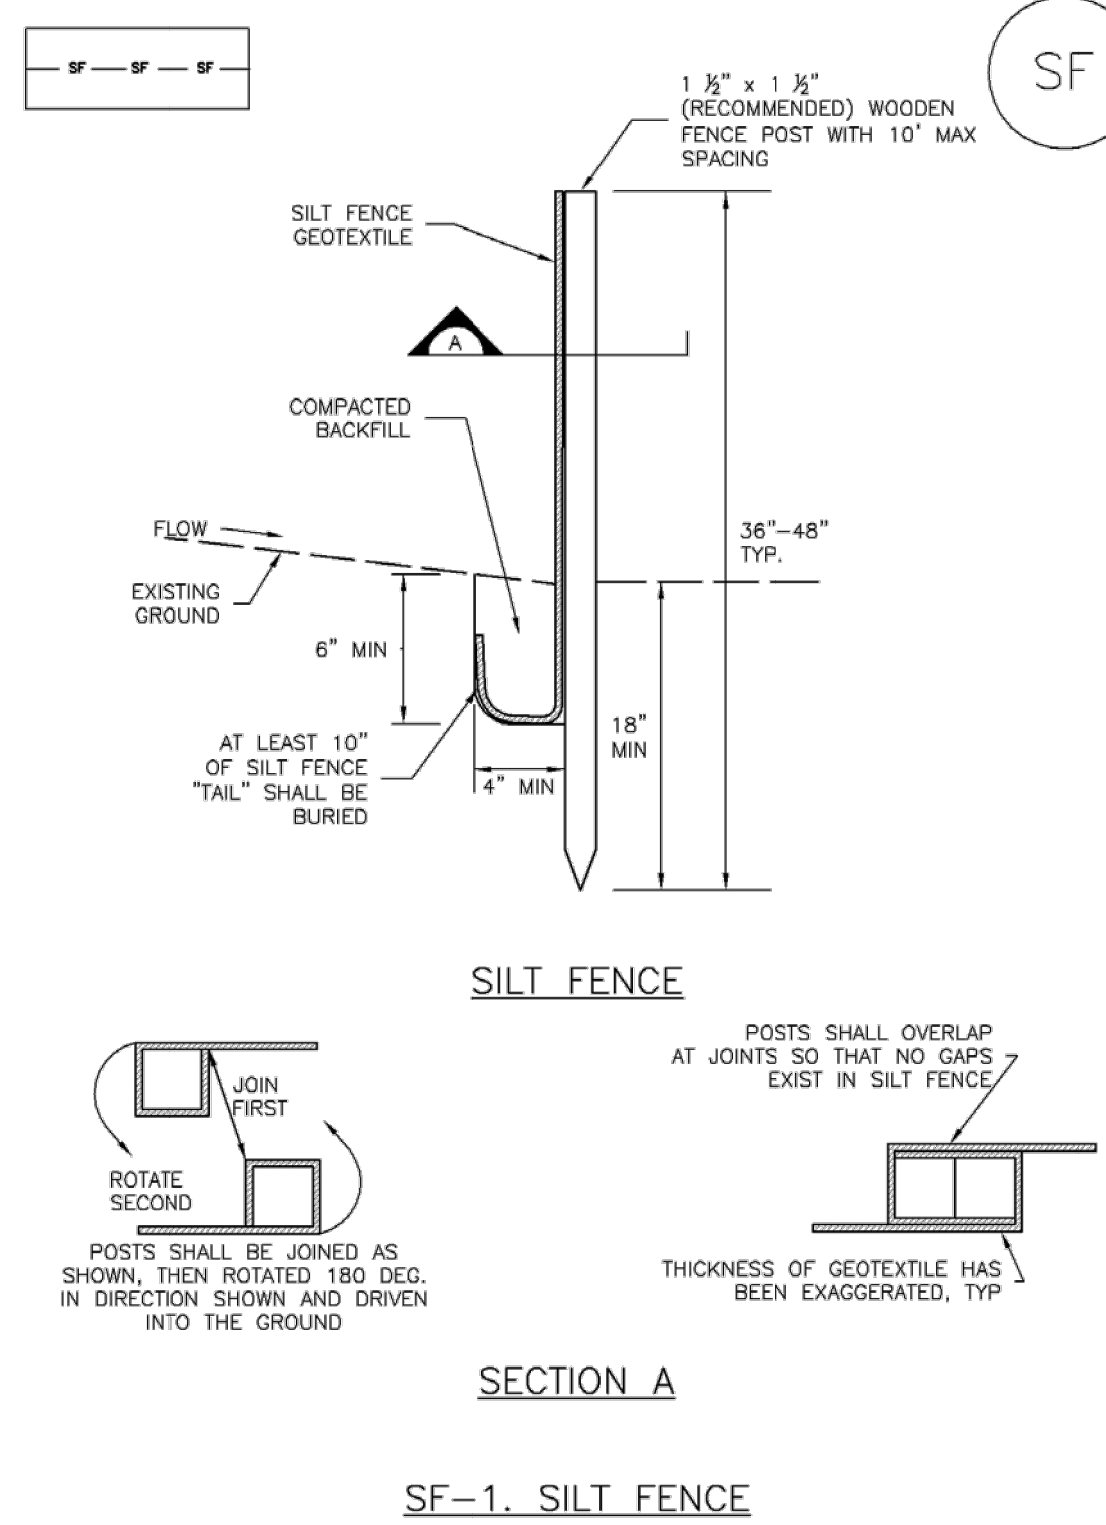 SF SF SF
SF
1 ½” x 1 ½”
(RECOMMENDED) WOODEN
FENCE POST WITH 10' MAX
SPACING
SILT FENCE
GEOTEXTILE
A
COMPACTED
BACKFILL
FLOW
36”–48”
TYP.
EXISTING
GROUND
6” MIN
18”
MIN
AT LEAST 10”
OF SILT FENCE
"TAIL" SHALL BE
BURIED
4” MIN
SILT FENCE
JOIN
FIRST
ROTATE
SECOND
POSTS SHALL BE JOINED AS
SHOWN, THEN ROTATED 180 DEG.
IN DIRECTION SHOWN AND DRIVEN
INTO THE GROUND
POSTS SHALL OVERLAP
AT JOINTS SO THAT NO GAPS
EXIST IN SILT FENCE
THICKNESS OF GEOTEXTILE HAS
BEEN EXAGGERATED, TYP
SECTION A
SF–1. SILT FENCE